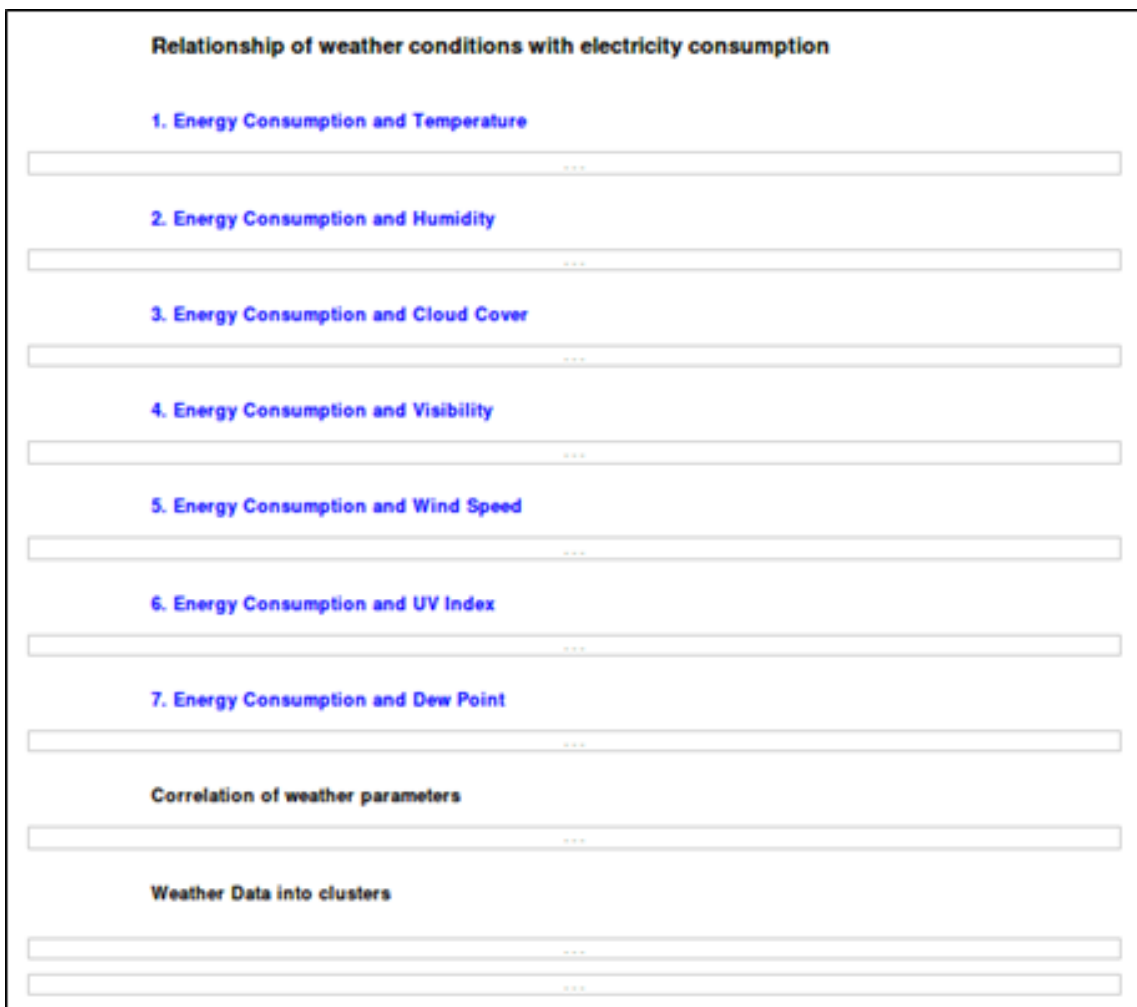 Relationship of weather conditions with electricity consumption
1. Energy Consumption and Temperature
...
2. Energy Consumption and Humidity
...
3. Energy Consumption and Cloud Cover
...
4. Energy Consumption and Visibility
...
5. Energy Consumption and Wind Speed
...
6. Energy Consumption and UV Index
...
7. Energy Consumption and Dew Point
...
Correlation of weather parameters
...
Weather Data into clusters
...
...